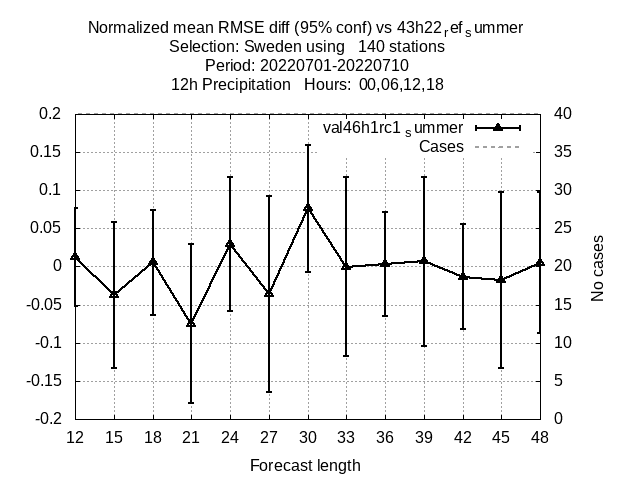 Normalized mean RMSE diff (95% conf) vs 43h22refsummer
Selection: Sweden using 140 stations
Period: 20220701-20220710
12h Precipitation Hours: 00,06,12,18
val46h1rc1summer
Cases
0.2
0.15
0.1
0.05
0
-0.05
-0.1
-0.15
-0.2
40
35
30
25
20
15
10
5
0
No cases
12 15 18 21 24 27 30 33 36 39 42 45 48
Forecast length